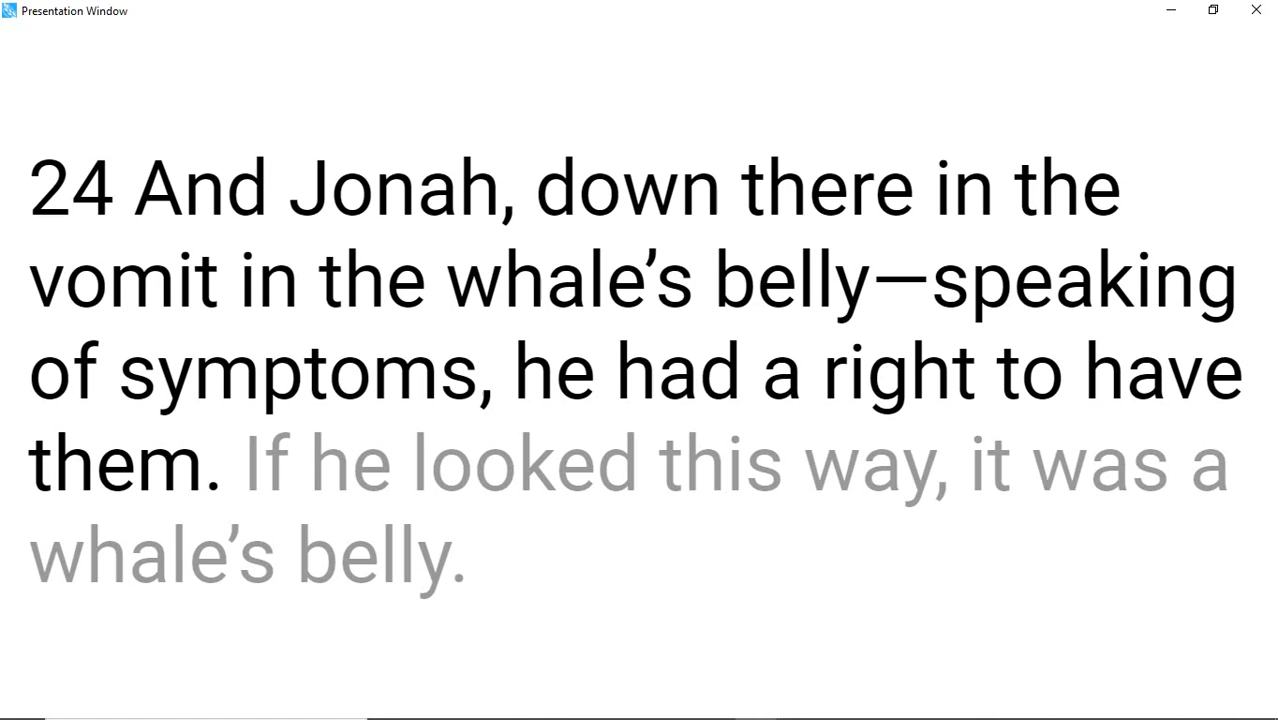 Presentation Window
24 And Jonah, down there in the
vomit in the whale’s belly—speaking
of symptoms, he had a right to have
them. If he looked this way, it was a
whale’s belly.